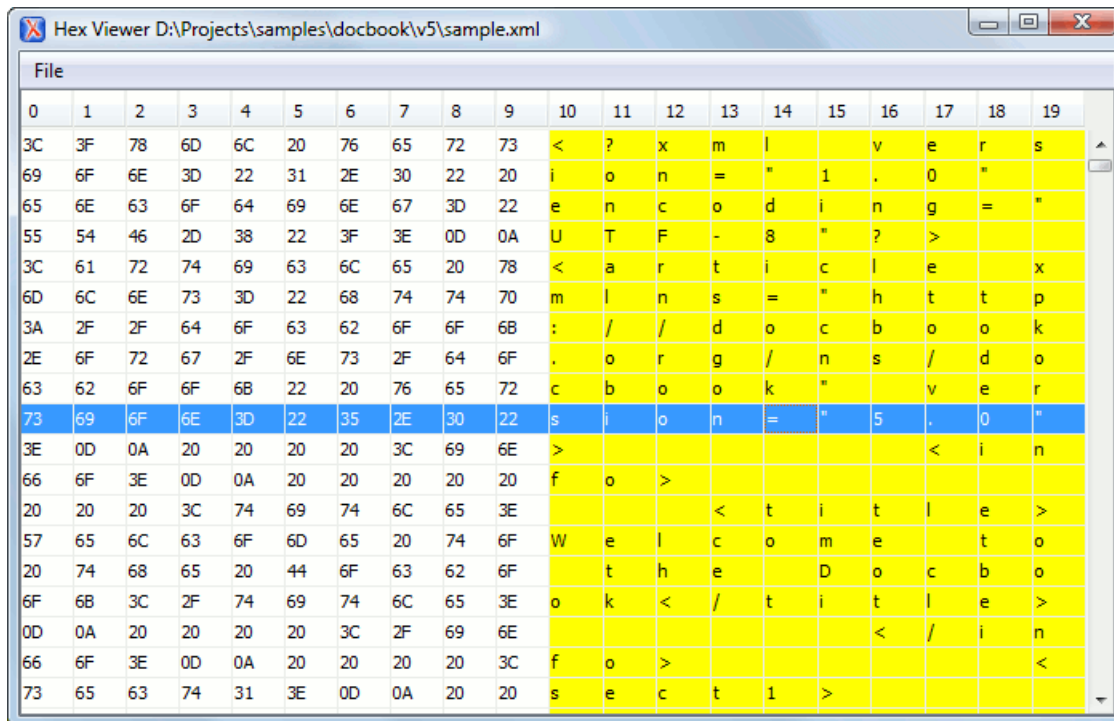 Hex Viewer D:\Projects\samples\docbook\v5\sample.xml
File
0 1 2 3 4 5 6 7 8 9 10 11 12 13 14 15 16 17 18 19
3C 3F 78 6D 6C 20 76 65 72 73 < ? x m l v e r s
69 6F 6E 3D 22 31 2E 30 22 20 i o n = " 1 . 0 "
65 6E 63 6F 64 69 6E 67 3D 22 e n c o d i n g = "
55 54 46 2D 38 22 3F 3E 0D 0A U T F - 8 " ? >
3C 61 72 74 69 63 6C 65 20 78 < a r t i c l e x
6D 6C 6E 73 3D 22 68 74 74 70 m l n s = " h t t p
3A 2F 2F 64 6F 63 62 6F 6F 6B : / / d o c b o o k
2E 6F 72 67 2F 6E 73 2F 64 6F . o r g / n s / d o
63 62 6F 6F 6B 22 20 76 65 72 c b o o k " v e r
73 69 6F 6E 3D 22 35 2E 30 22 s i o n = " 5 . 0 "
3E 0D 0A 20 20 20 20 3C 69 6E > < i n
66 6F 3E 0D 0A 20 20 20 20 20 f o >
20 20 20 3C 74 69 74 6C 65 3E < t i t l e >
57 65 6C 63 6F 6D 65 20 74 6F W e l c o m e t o
20 74 68 65 20 44 6F 63 62 6F t h e D o c b o
6F 6B 3C 2F 74 69 74 6C 65 3E o k < / t i t l e >
0D 0A 20 20 20 20 3C 2F 69 6E < / i n
66 6F 3E 0D 0A 20 20 20 20 3C f o > <
73 65 63 74 31 3E 0D 0A 20 20 s e c t 1 >